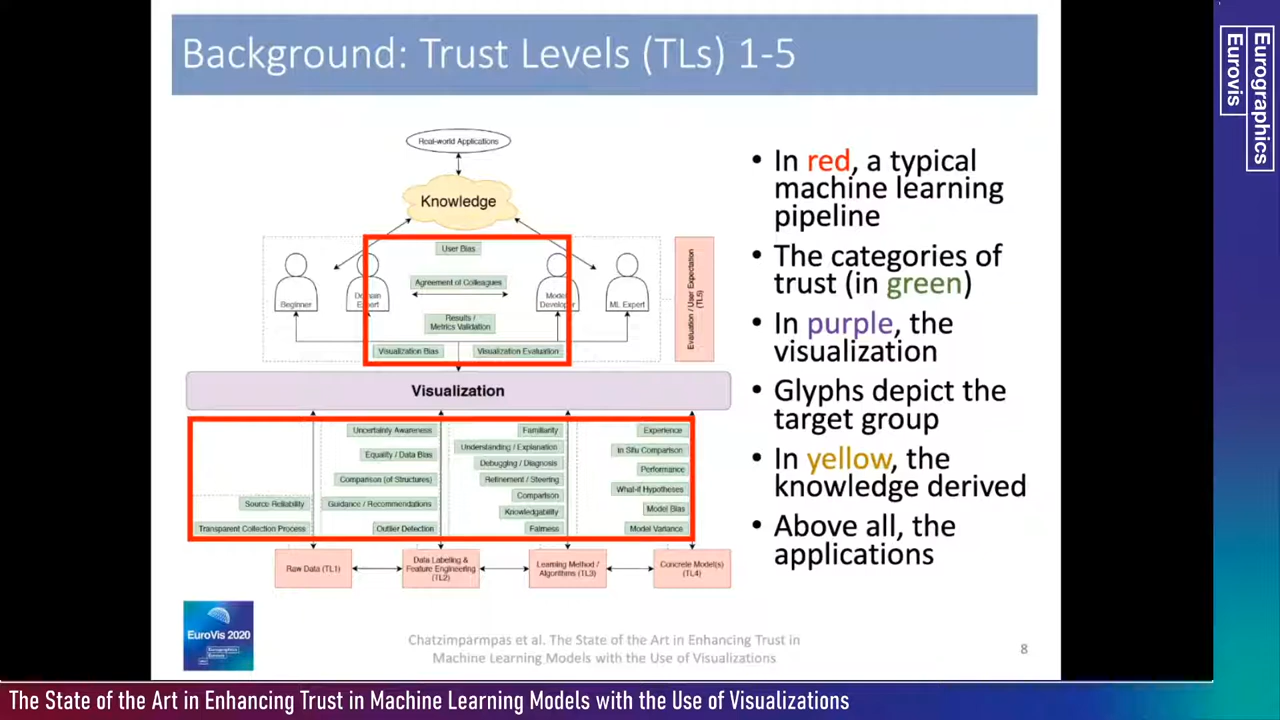 Background: Trust Levels (TLs) 1-5
Eurographics
Eurovis
Real-world Applications
Knowledge
User Bias
Agreement of Colleagues
Results /
Metrics Validation
Visualization Bias
Visualization Evaluation
Beginner
Domain
Expert
Model
Developer
ML Expert
Evaluation / User Expectation
(TL5)
Visualization
Source Reliability
Transparent Collection Process
Uncertainty Awareness
Equality / Data Bias
Comparison (of Structures)
Guidance / Recommendations
Outlier Detection
Familiarity
Understanding / Explanation
Debugging / Diagnosis
Refinement / Steering
Comparison
Knowledgability
Fairness
Experience
In Situ Comparison
Performance
What-if Hypotheses
Model Bias
Model Variance
Raw Data (TL1)
Data Labeling &
Feature Engineering
(TL2)
Learning Method /
Algorithms (TL3)
Concrete Model(s)
(TL4)
• In red, a typical
machine learning
pipeline
• The categories of
trust (in green)
• In purple, the
visualization
• Glyphs depict the
target group
• In yellow, the
knowledge derived
• Above all, the
applications
EuroVis 2020
Eurographics
Eurovis
Chatzimparmpas et al. The State of the Art in Enhancing Trust in
Machine Learning Models with the Use of Visualizations
8
The State of the Art in Enhancing Trust in Machine Learning Models with the Use of Visualizations